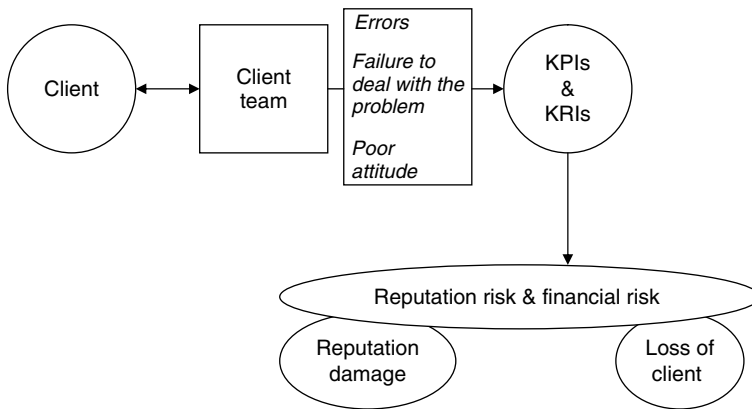 Client
Client
team
Errors
Failure to
deal with the
problem
Poor
attitude
KPIs
&
KRIs
Reputation risk & financial risk
Reputation
damage
Loss of
client